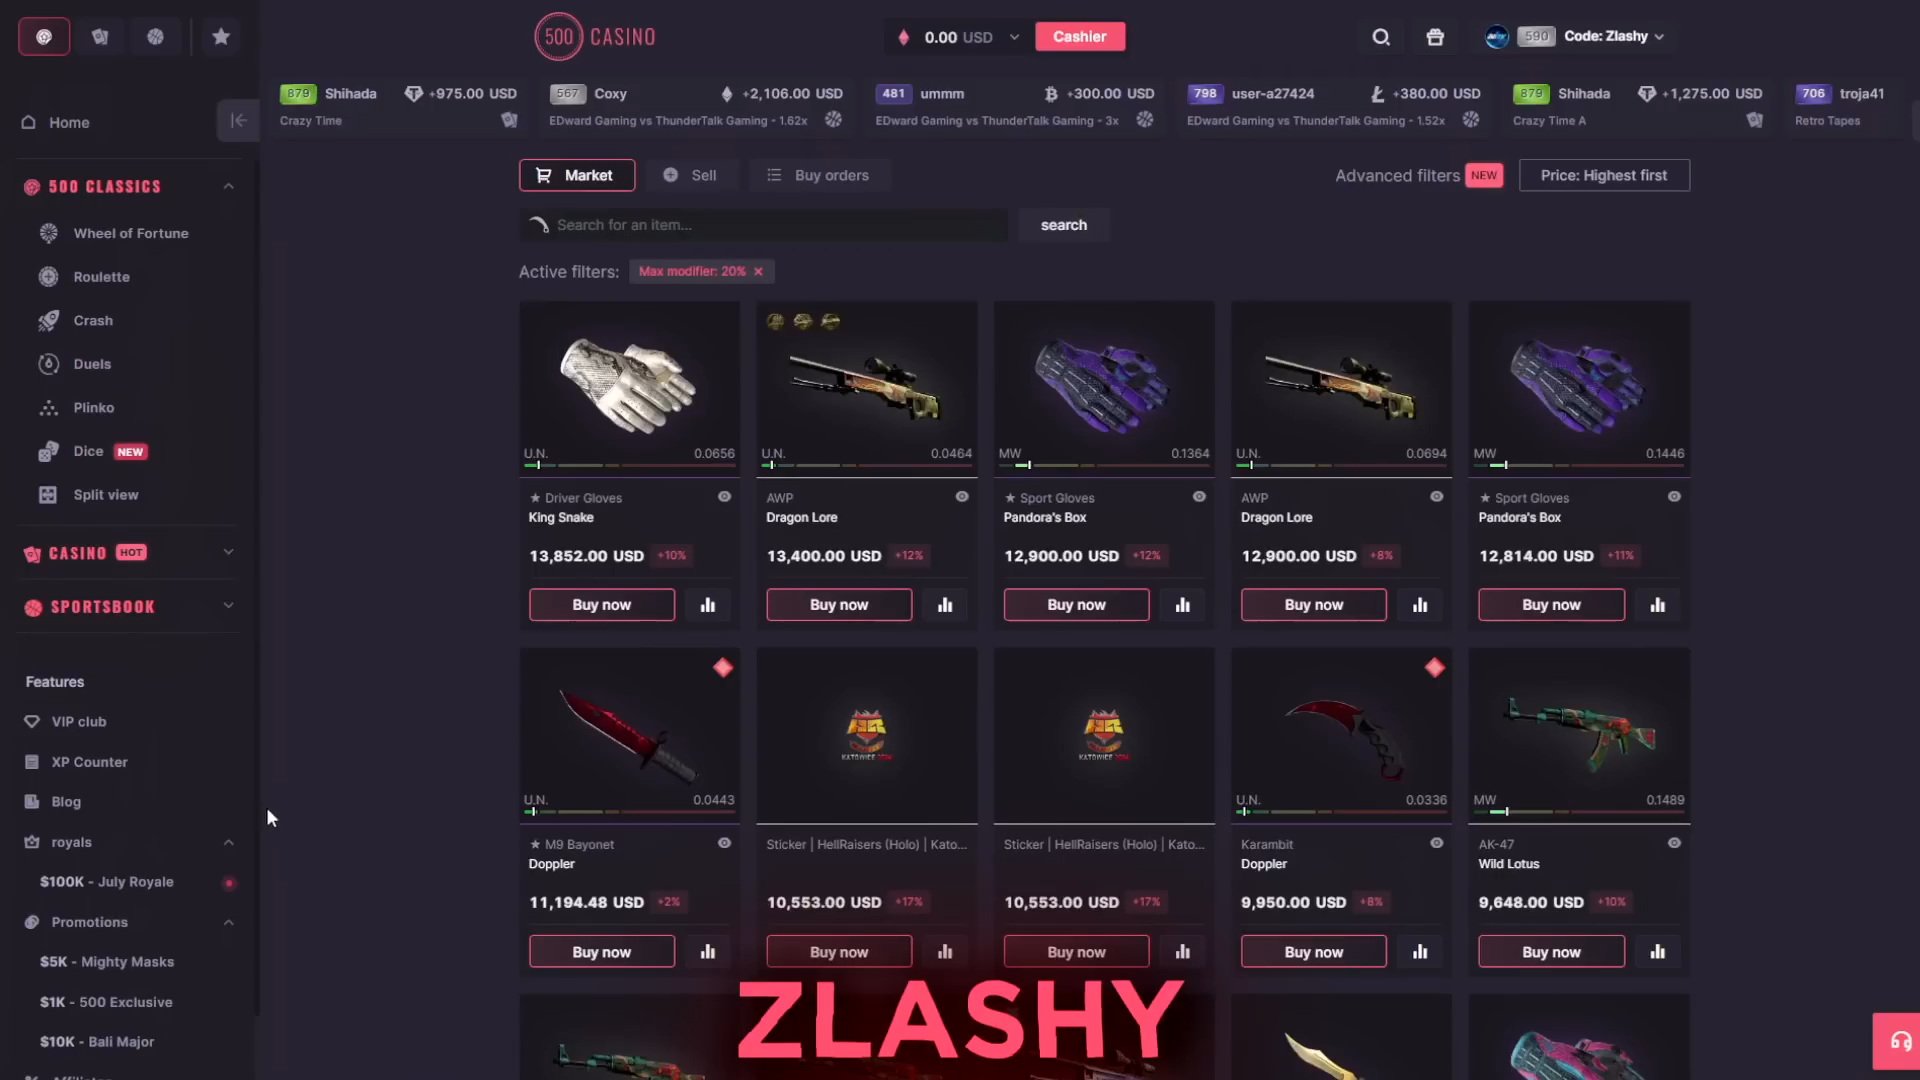 500 CASINO
0.00 USD
Cashier
590 Code: Zlashy
879 Shihada +975.00 USD
Crazy Time
567 Coxy +2,106.00 USD
EDward Gaming vs ThunderTalk Gaming - 1.62x
481 ummm +300.00 USD
EDward Gaming vs ThunderTalk Gaming - 3x
798 user-a27424 +380.00 USD
EDward Gaming vs ThunderTalk Gaming - 1.52x
879 Shihada +1,275.00 USD
Crazy Time A
706 troja41
Retro Tapes
Home
500 CLASSICS
Wheel of Fortune
Roulette
Crash
Duels
Plinko
Dice NEW
Split view
CASINO HOT
SPORTSBOOK
Features
VIP club
XP Counter
Blog
royals
$100K - July Royale
Promotions
$5K - Mighty Masks
$1K - 500 Exclusive
$10K - Bali Major
Market
Sell
Buy orders
Advanced filters NEW
Price: Highest first
Search for an item...
search
Active filters: Max modifier: 20% ×
U.N. 0.0656
★ Driver Gloves
King Snake
13,852.00 USD +10%
Buy now
U.N. 0.0464
AWP
Dragon Lore
13,400.00 USD +12%
Buy now
MW 0.1364
★ Sport Gloves
Pandora's Box
12,900.00 USD +12%
Buy now
U.N. 0.0694
AWP
Dragon Lore
12,900.00 USD +8%
Buy now
MW 0.1446
★ Sport Gloves
Pandora's Box
12,814.00 USD +11%
Buy now
U.N. 0.0443
★ M9 Bayonet
Doppler
11,194.48 USD +2%
Buy now
KATOWICE 2014
Sticker | HellRaisers (Holo) | Kato...
10,553.00 USD +17%
Buy now
KATOWICE 2014
Sticker | HellRaisers (Holo) | Kato...
10,553.00 USD +17%
Buy now
U.N. 0.0336
Karambit
Doppler
9,950.00 USD +8%
Buy now
MW 0.1489
AK-47
Wild Lotus
9,648.00 USD +10%
Buy now
ZLASHY